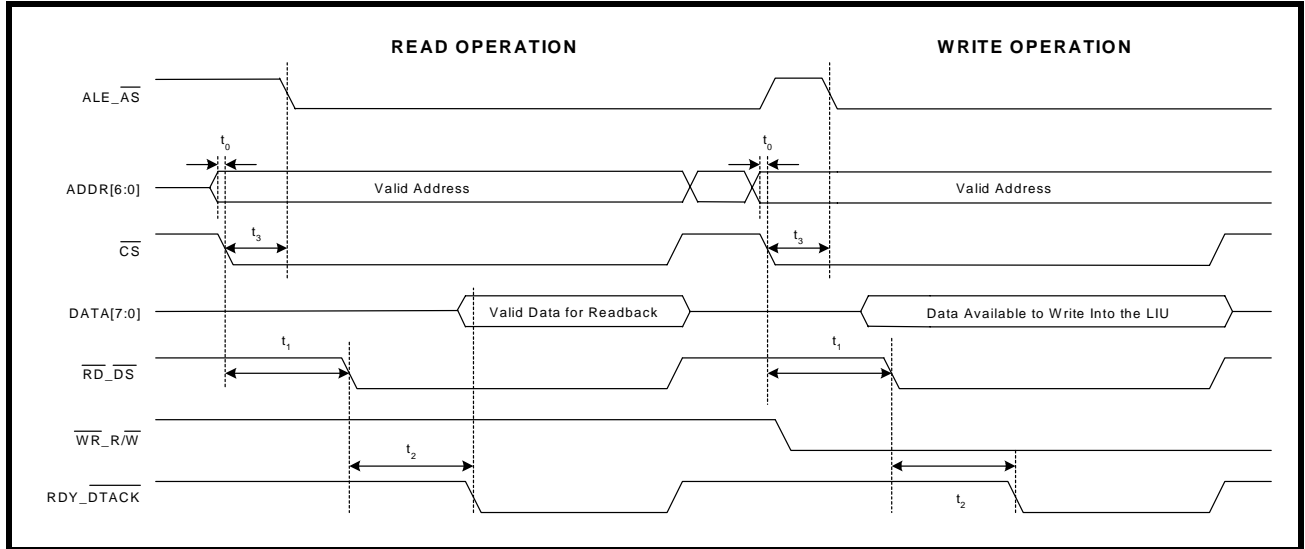 READ OPERATION WRITE OPERATION
ALE_AS
t0 t0
ADDR[6:0] Valid Address Valid Address
t3 t3
CS
DATA[7:0] Valid Data for Readback Data Available to Write Into the LIU
t1 t1
RD_DS
WR_R/W
t2
RDY_DTACK
t2